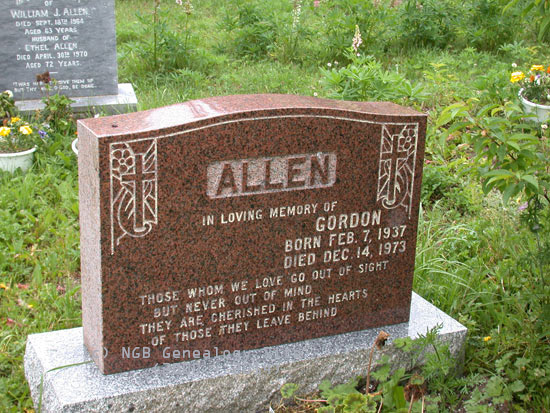 OF
WILLIAM J. ALLEN
DIED SEPT. 18TH 1964
AGED 63 YEARS
HUSBAND OF
ETHEL ALLEN
DIED APRIL 30TH 1970
AGED 72 YEARS
BE DONE.
ALLEN
IN LOVING MEMORY OF
GORDON
BORN FEB. 7, 1937
DIED DEC. 14, 1973
THOSE WHOM WE LOVE GO OUT OF SIGHT
BUT NEVER OUT OF MIND
THEY ARE CHERISHED IN THE HEARTS
OF THOSE THEY LEAVE BEHIND
© NGB Genealogy